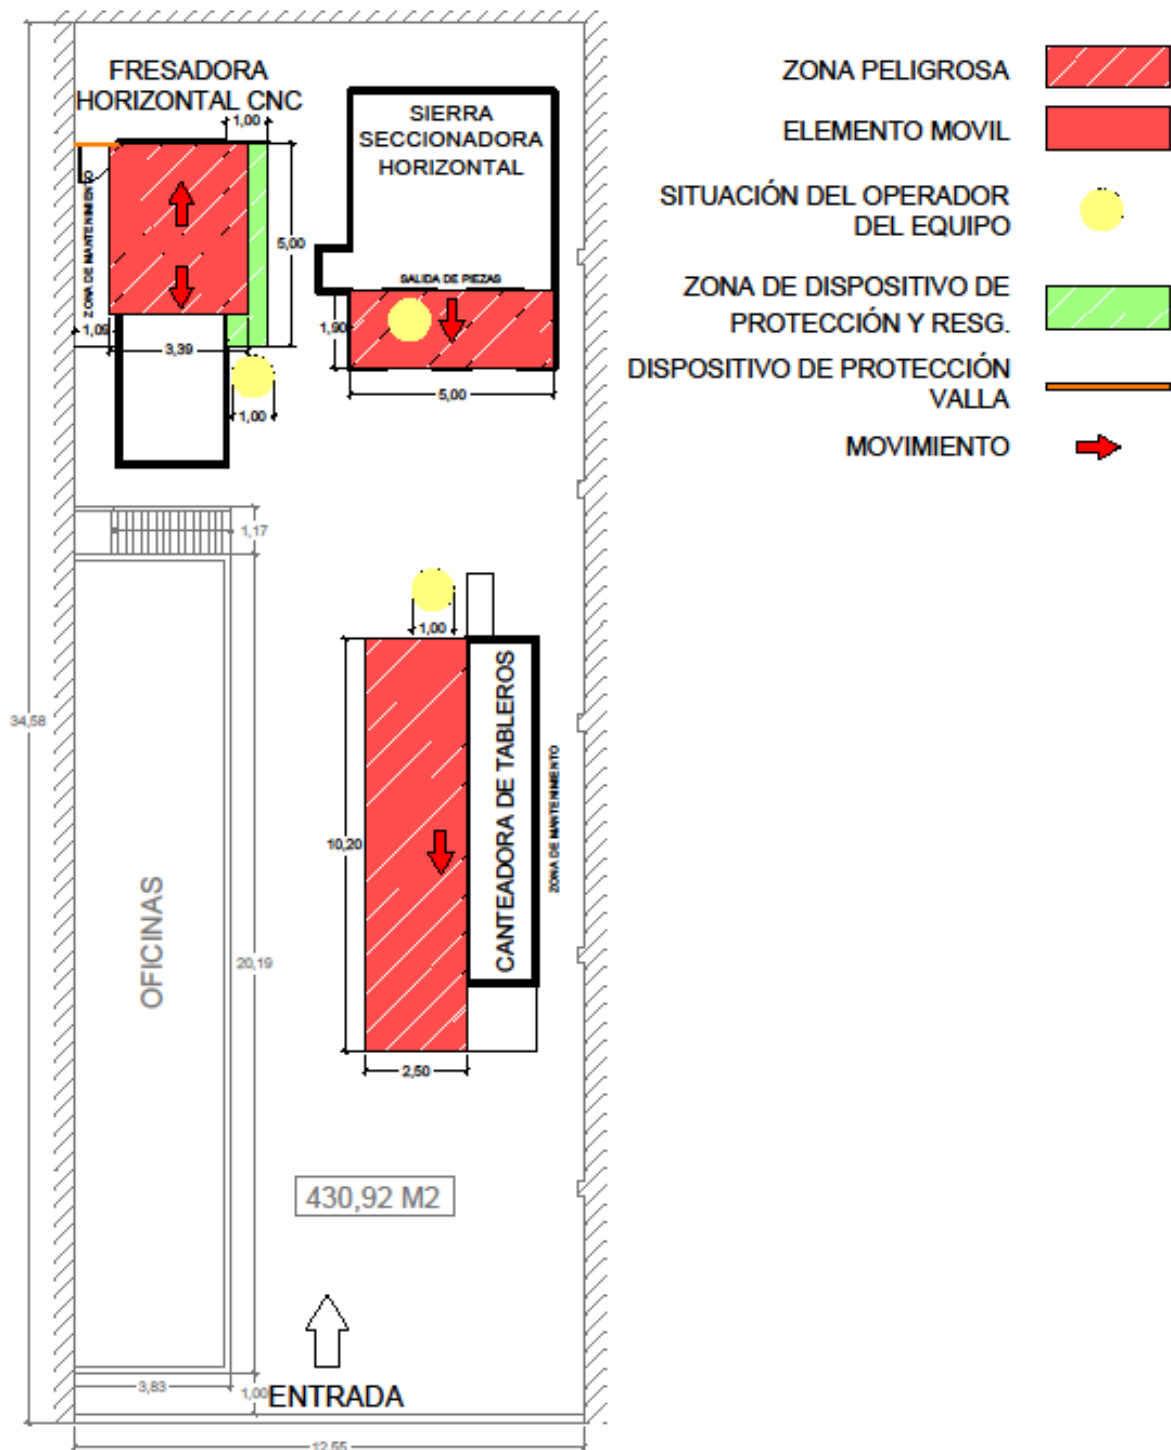 FRESADORA
HORIZONTAL CNC
1,00
SIERRA
SECCIONADORA
HORIZONTAL
ZONA DE MANTENIMIENTO
5,00
SALIDA DE PIEZAS
1,90
1,09
3,39
5,00
1,00
1,17
1,00
34,58
CANTEADORA DE TABLEROS
ZONA DE MANTENIMIENTO
10,20
OFICINAS
20,19
2,50
430,92 M2
3,83
1,00
ENTRADA
12,55
ZONA PELIGROSA
ELEMENTO MOVIL
SITUACIÓN DEL OPERADOR
DEL EQUIPO
ZONA DE DISPOSITIVO DE
PROTECCIÓN Y RESG.
DISPOSITIVO DE PROTECCIÓN
VALLA
MOVIMIENTO